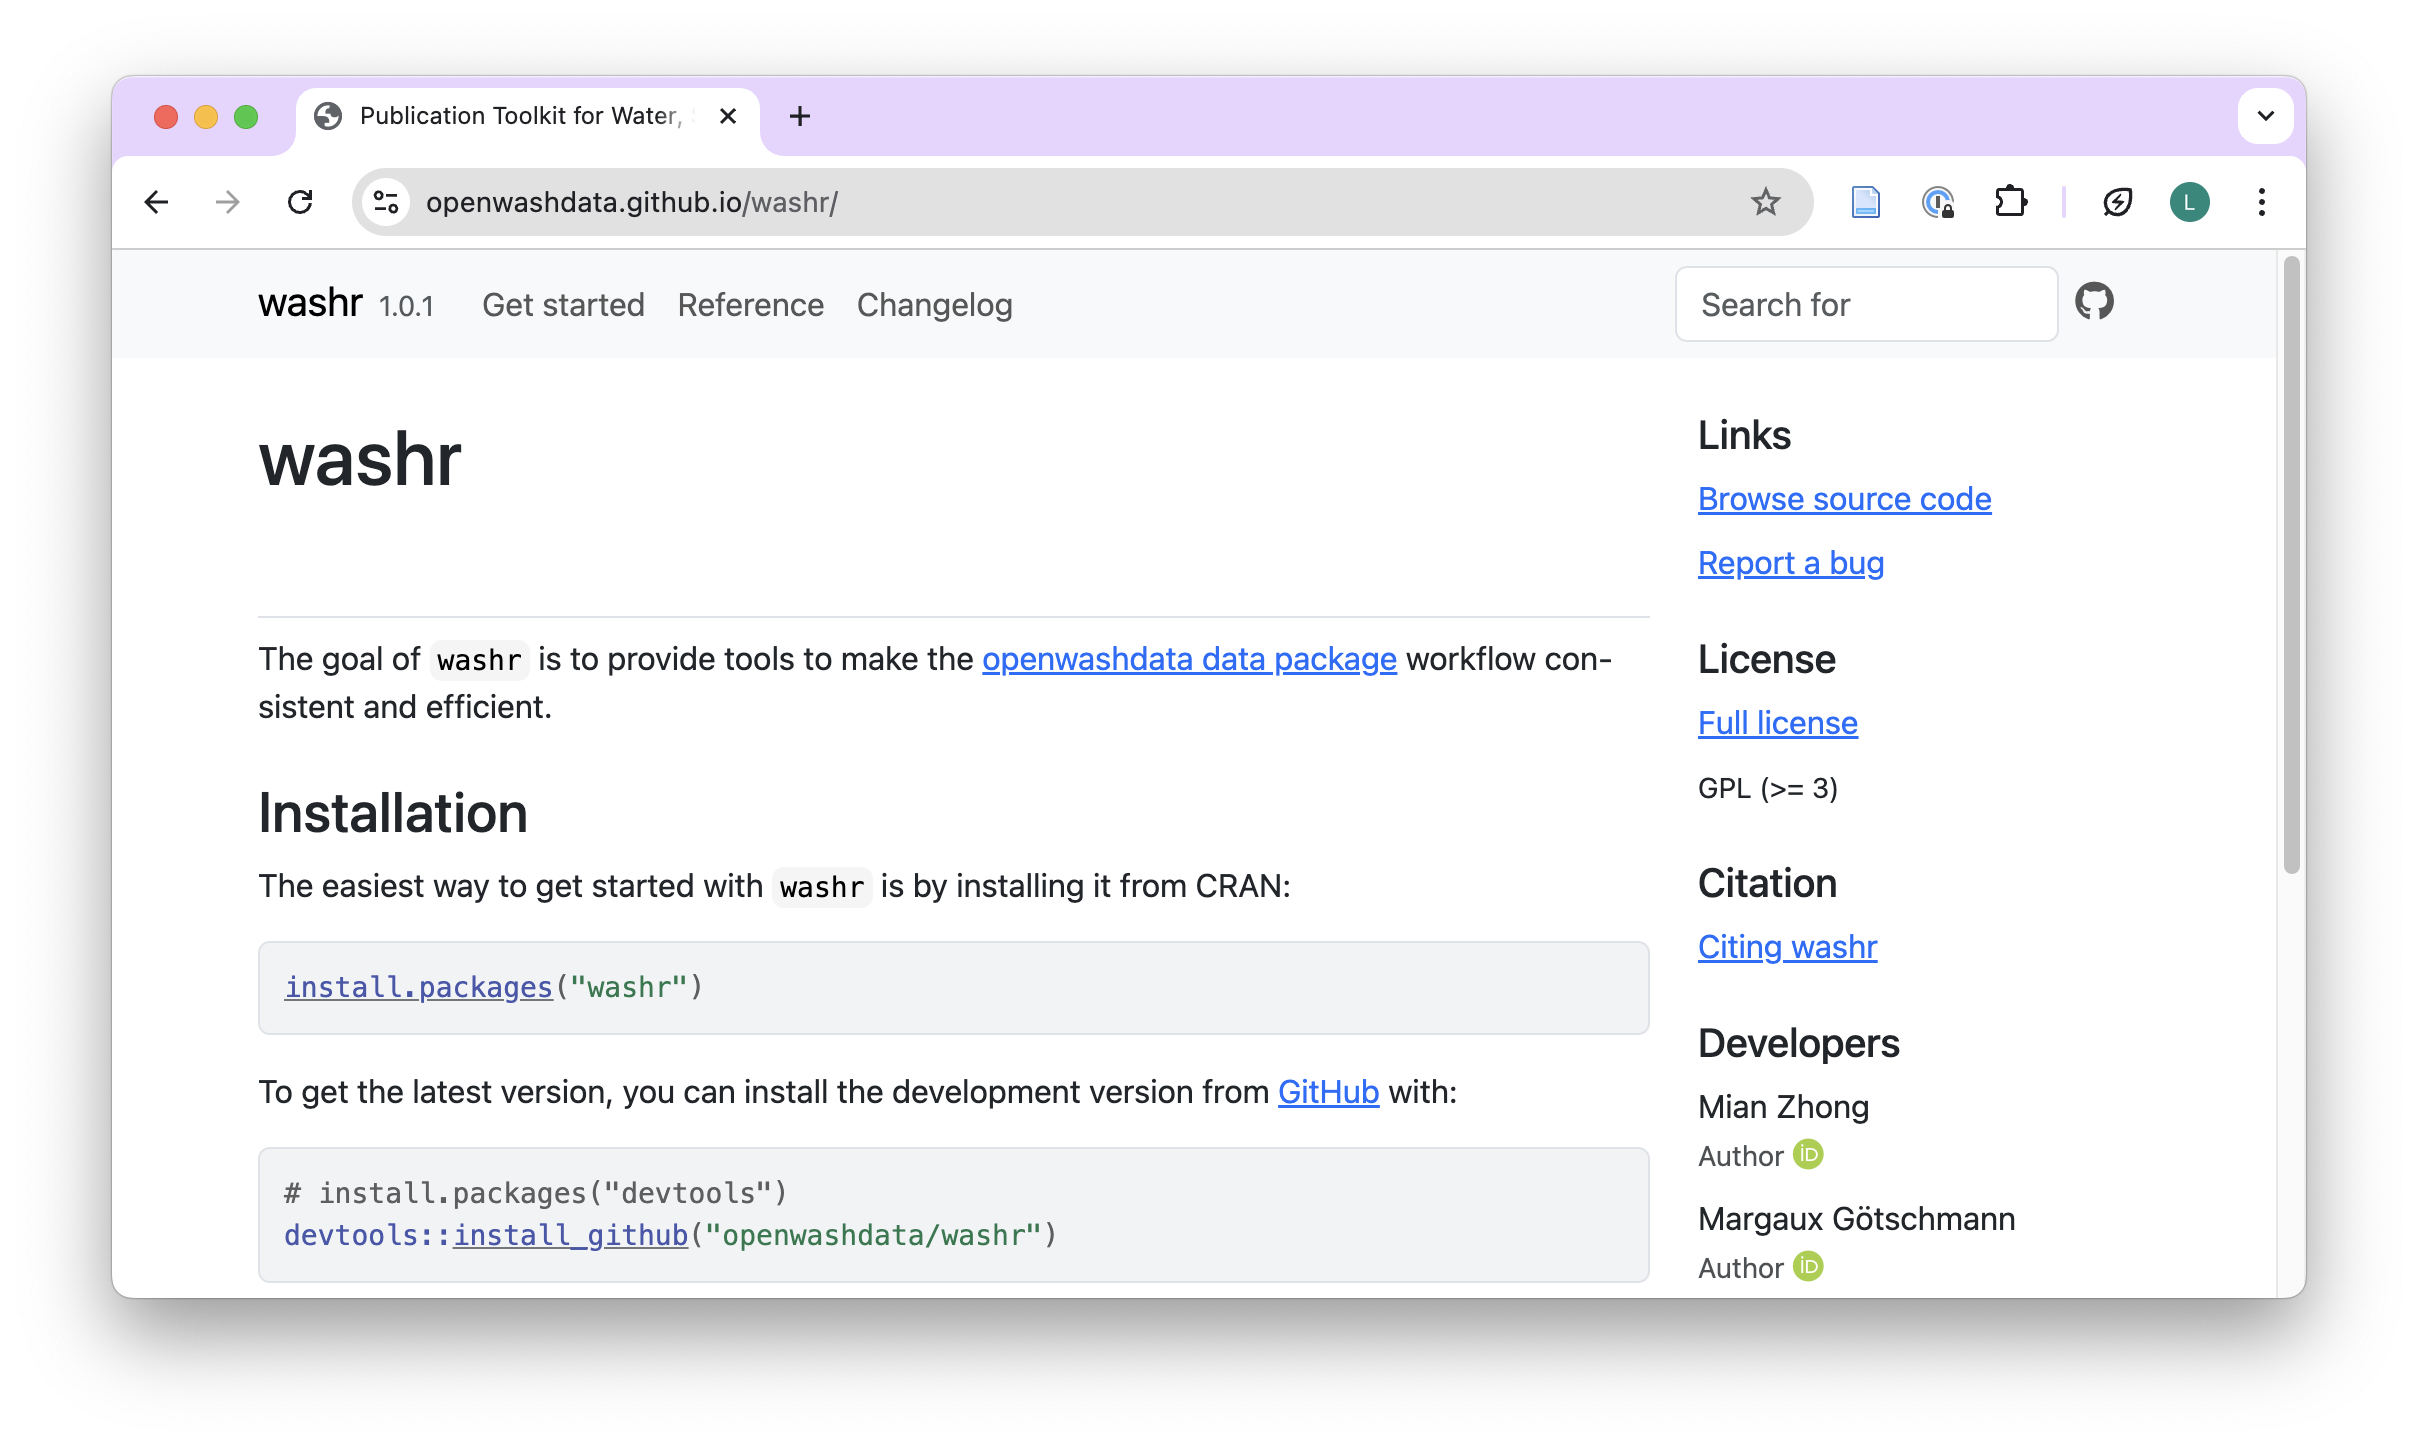 Publication Toolkit for Water,
openwashdata.github.io/washr/
L
washr 1.0.1 Get started Reference Changelog
Search for
washr
The goal of washr is to provide tools to make the openwashdata data package workflow con-
sistent and efficient.
Installation
The easiest way to get started with washr is by installing it from CRAN:
install.packages("washr")
To get the latest version, you can install the development version from GitHub with:
# install.packages("devtools")
devtools::install_github("openwashdata/washr")
Links
Browse source code
Report a bug
License
Full license
GPL (>= 3)
Citation
Citing washr
Developers
Mian Zhong
Author iD
Margaux Götschmann
Author iD